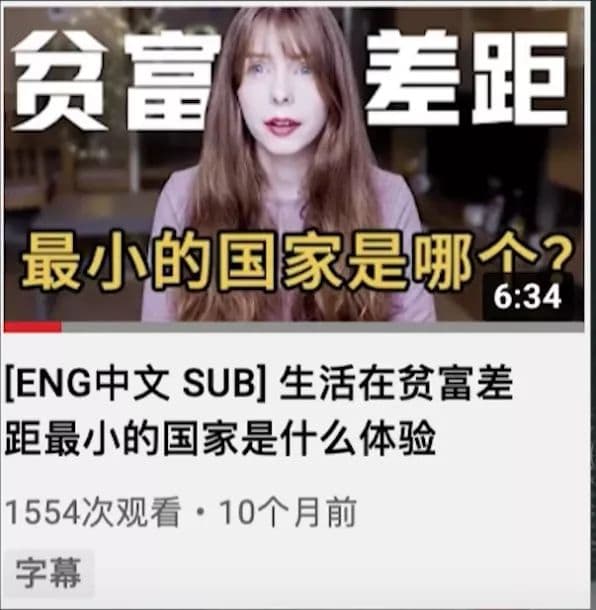 贫富差距
最小的国家是哪个?
6:34
[ENG中文 SUB] 生活在贫富差
距最小的国家是什么体验
1554次观看・10个月前
字幕